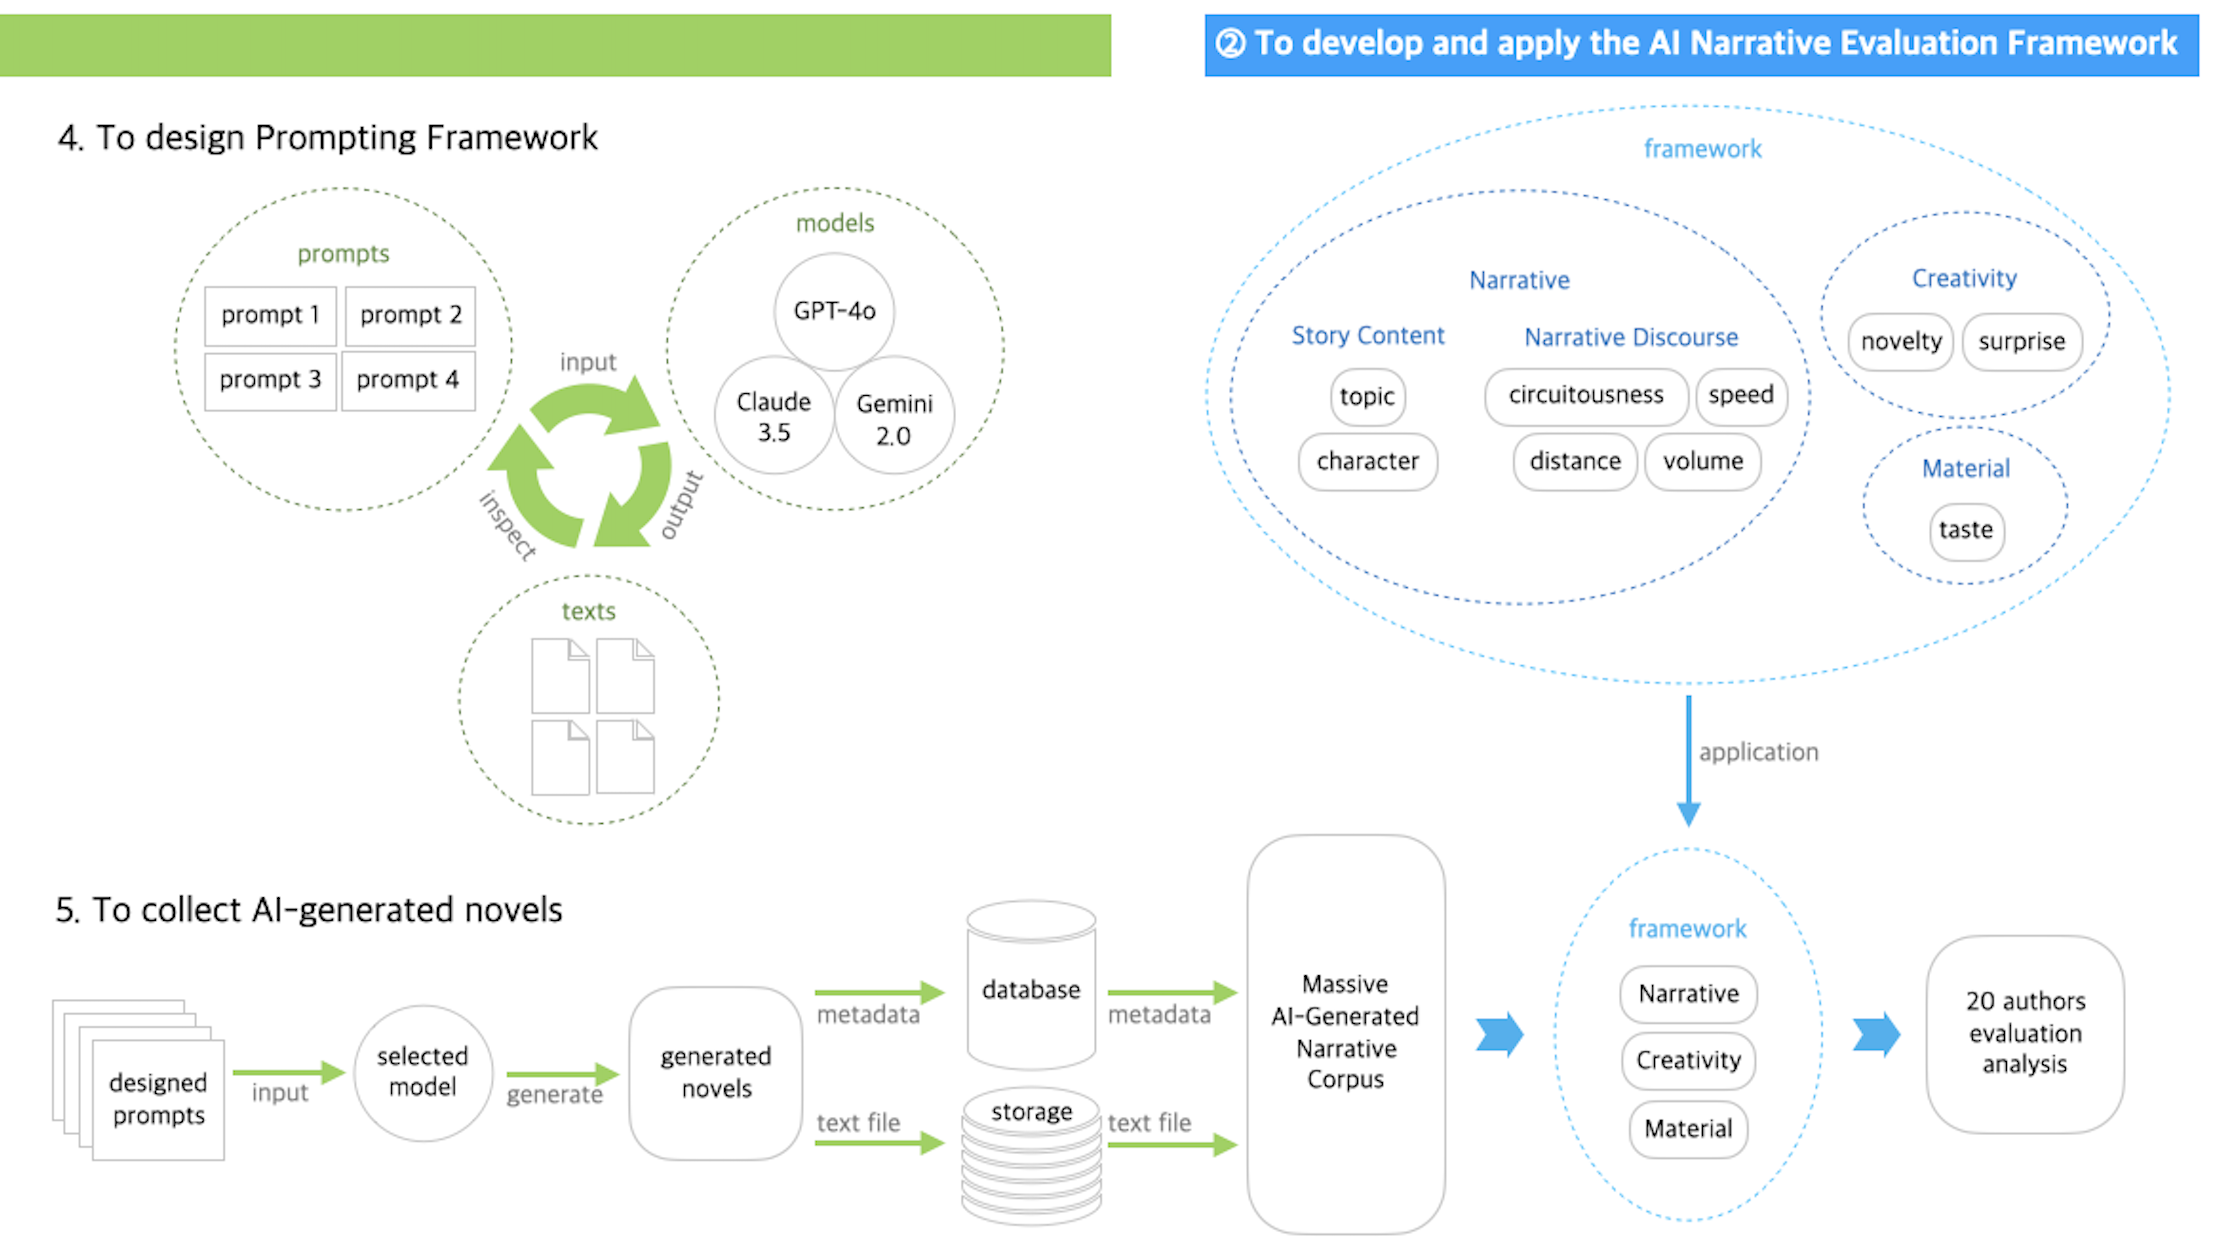 ② To develop and apply the AI Narrative Evaluation Framework
4. To design Prompting Framework
prompts
prompt 1
prompt 2
prompt 3
prompt 4
input
output
inspect
models
GPT-4o
Claude
3.5
Gemini
2.0
texts
framework
Narrative
Story Content
topic
character
Narrative Discourse
circuitousness
speed
distance
volume
Creativity
novelty
surprise
Material
taste
application
5. To collect AI-generated novels
designed
prompts
input
selected
model
generate
generated
novels
metadata
text file
database
storage
metadata
text file
Massive
AI-Generated
Narrative
Corpus
framework
Narrative
Creativity
Material
20 authors
evaluation
analysis